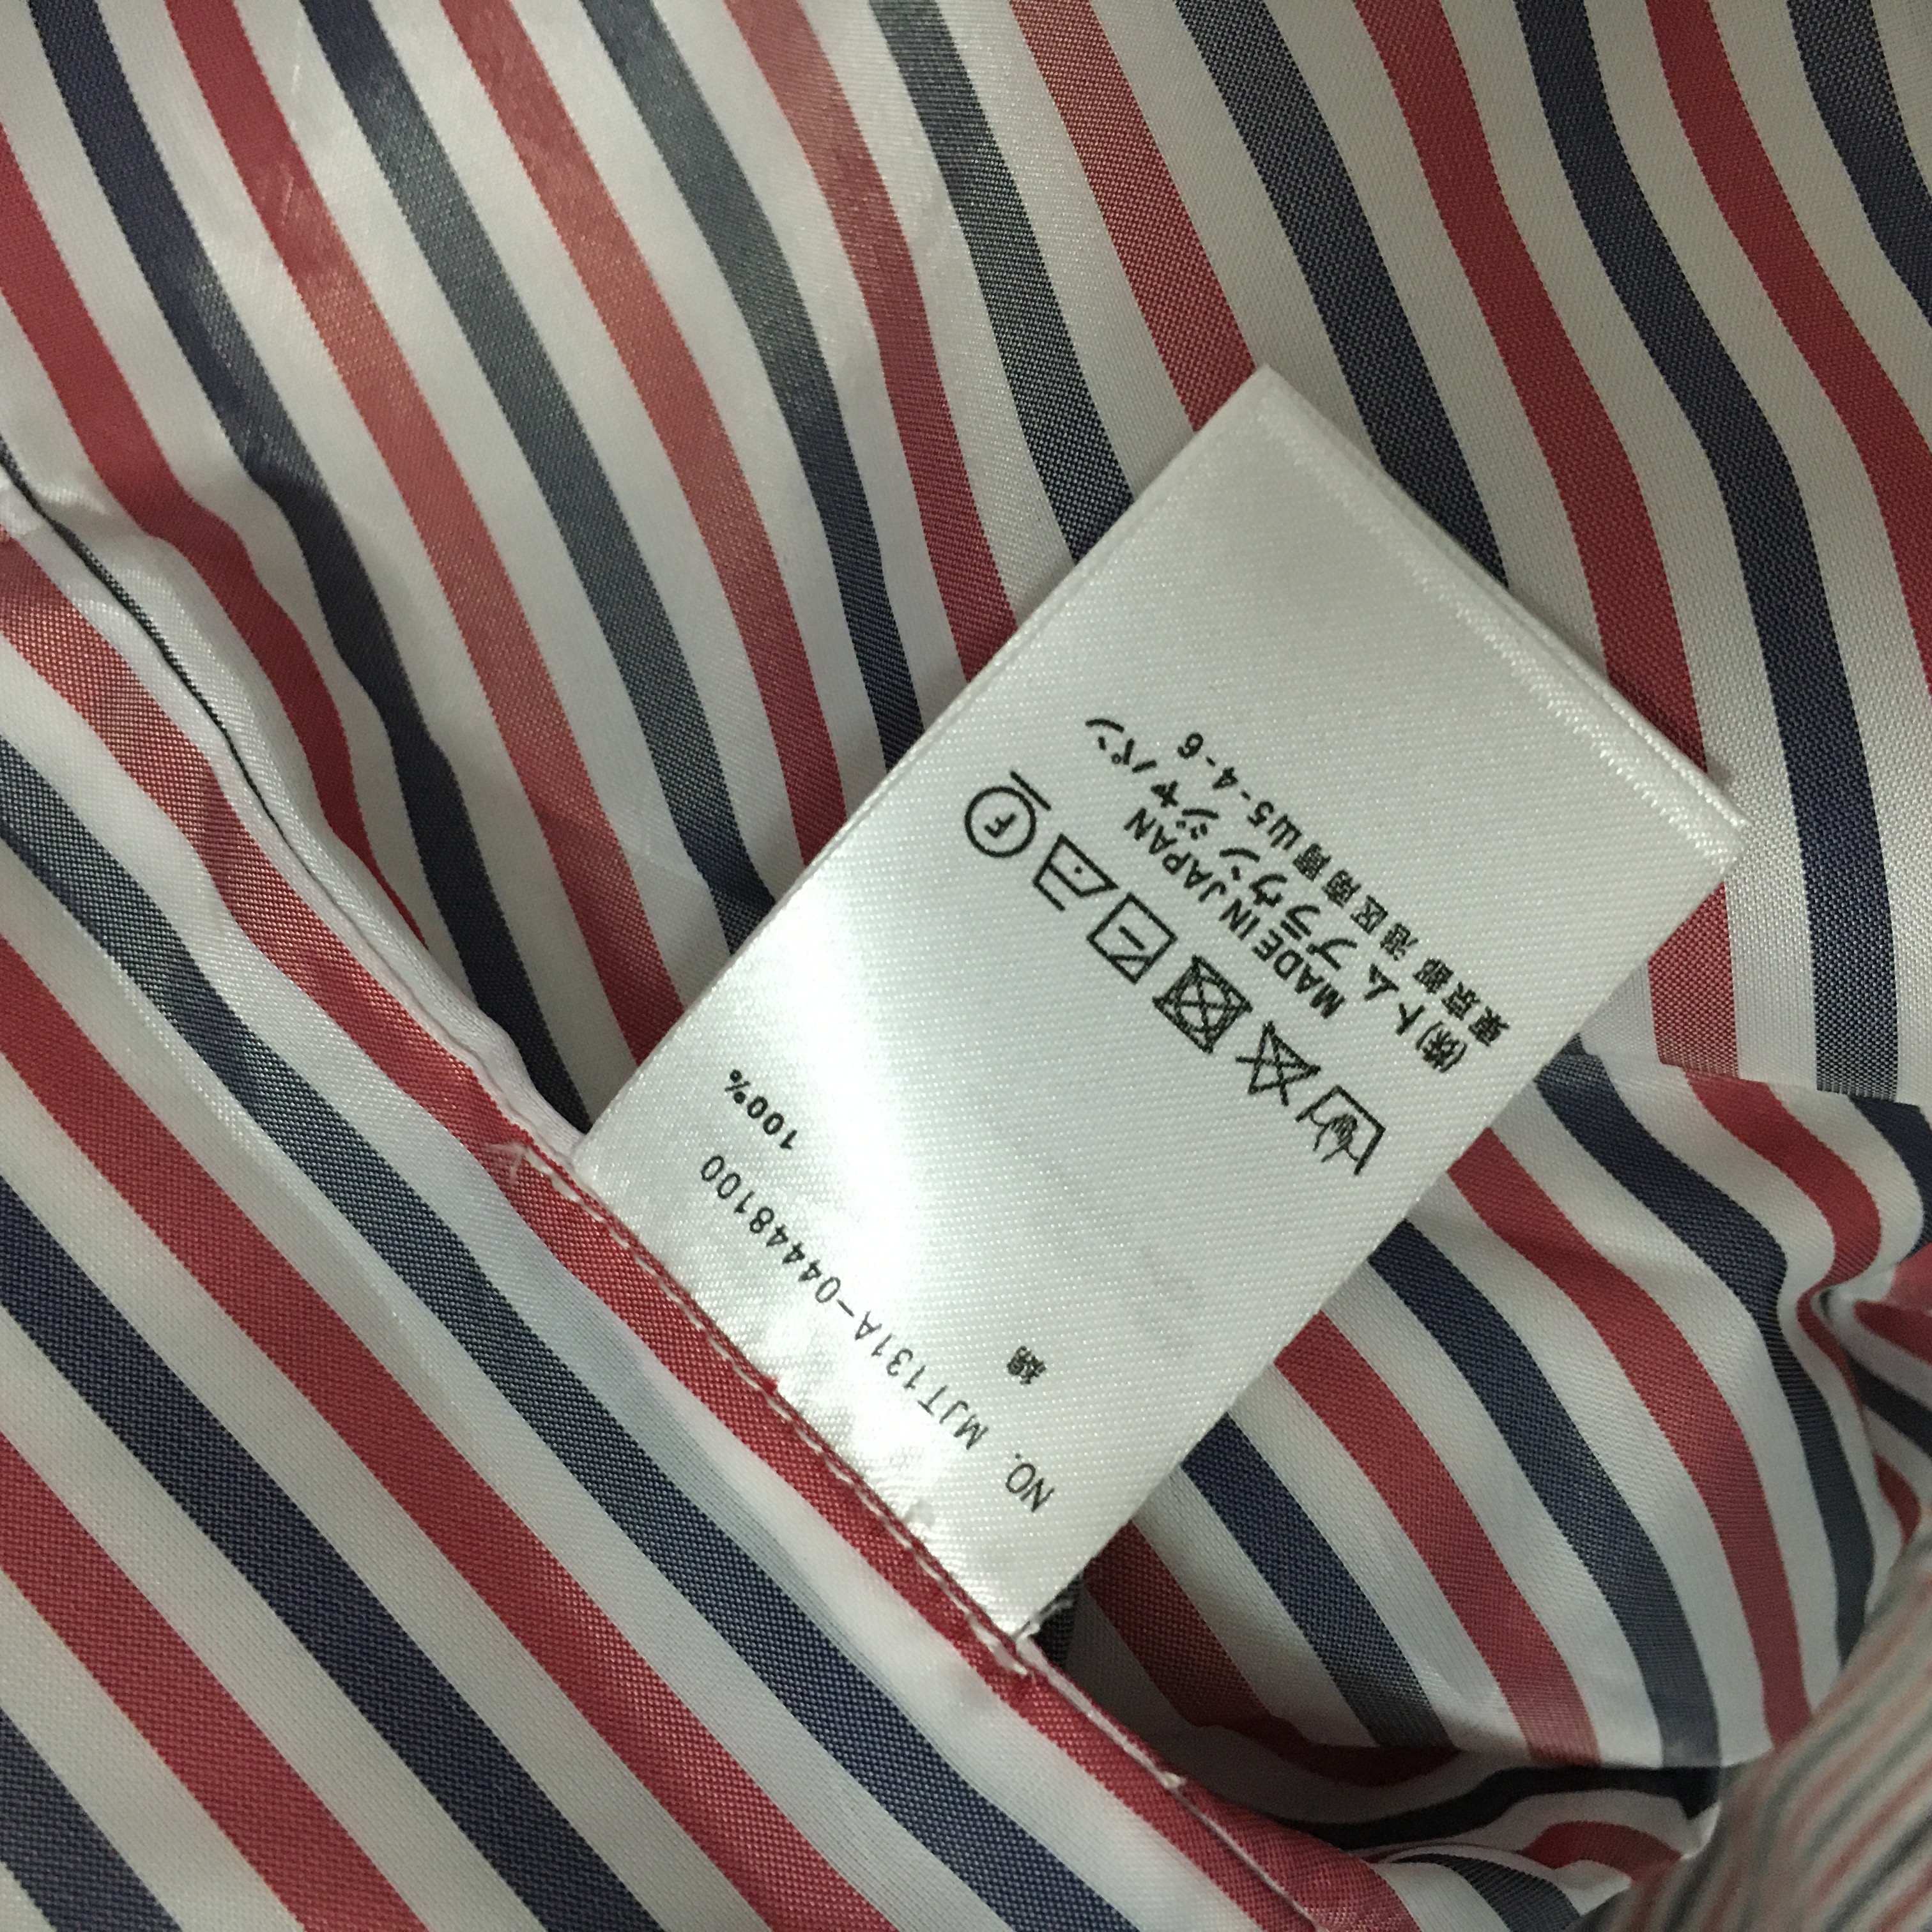 NO. MJT131A-04448100
綿 100%
MADE IN JAPAN
(株)トム ブラウン ジャパン
東京都港区南青山5-4-6